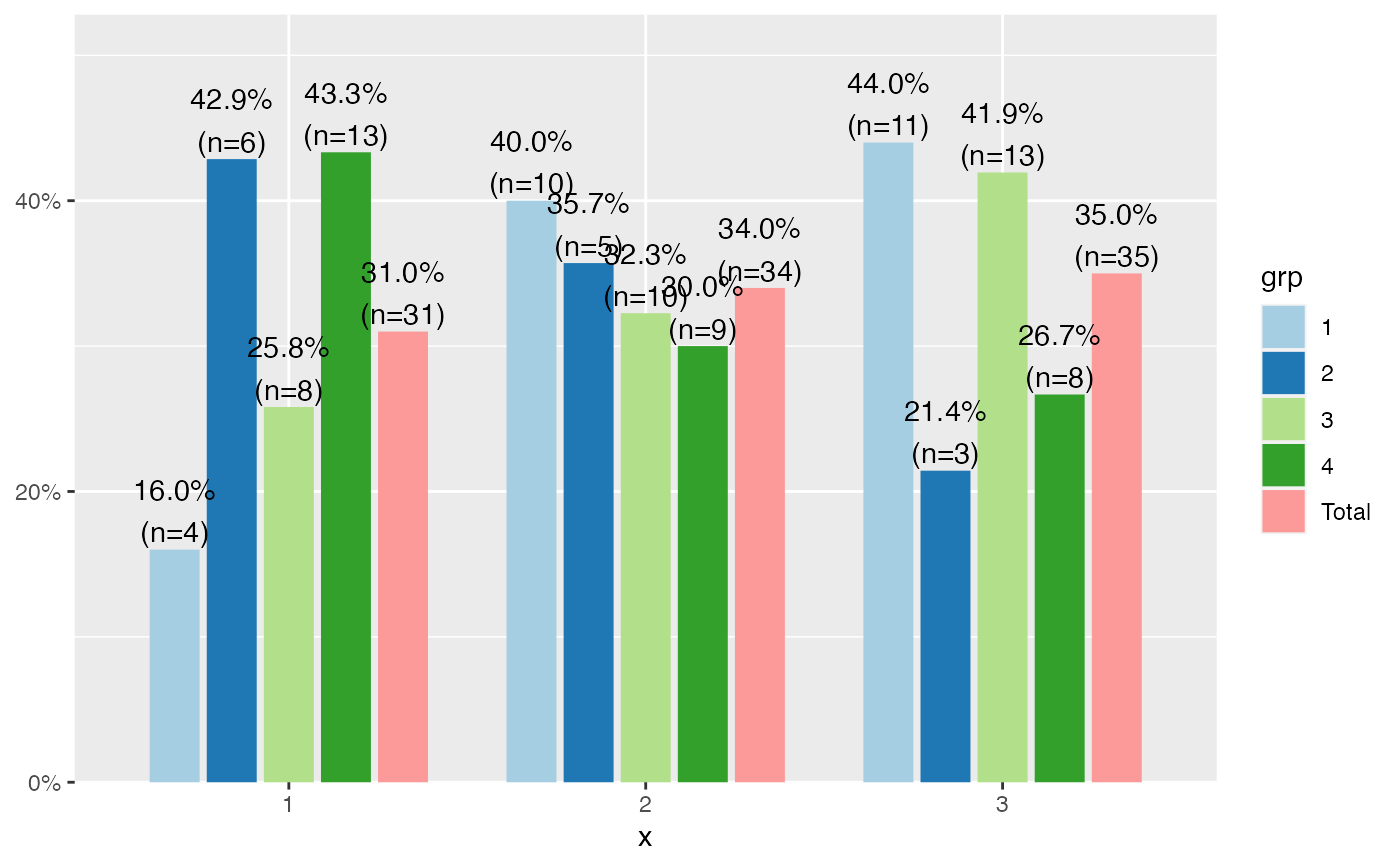 42.9%
(n=6)
43.3%
(n=13)
40.0%
(n=10)
44.0%
(n=11)
41.9%
(n=13)
35.7%
(n=5)
32.3%
(n=10)
30.0%
(n=9)
34.0%
(n=34)
35.0%
(n=35)
31.0%
(n=31)
25.8%
(n=8)
26.7%
(n=8)
21.4%
(n=3)
16.0%
(n=4)
40%
20%
0%
1
2
3
x
grp
1
2
3
4
Total